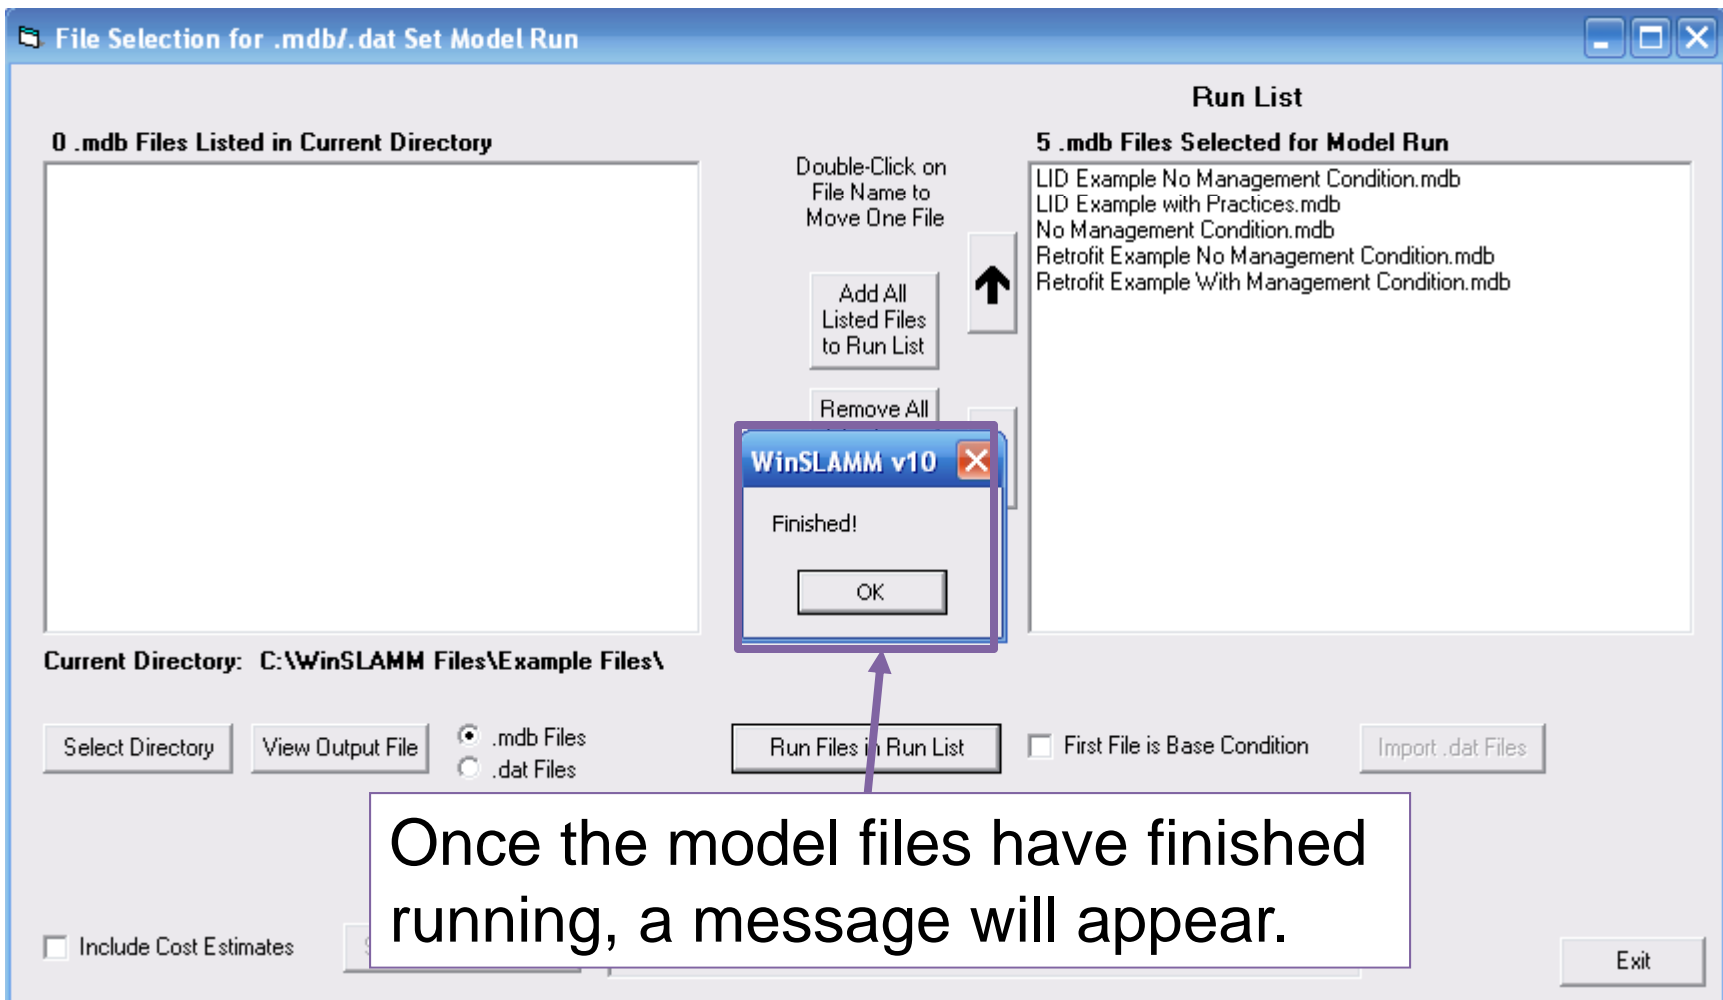 File Selection for .mdb/.dat Set Model Run
Run List
0 .mdb Files Listed in Current Directory
5 .mdb Files Selected for Model Run
Double-Click on
File Name to
Move One File
LID Example No Management Condition.mdb
LID Example with Practices.mdb
No Management Condition.mdb
Retrofit Example No Management Condition.mdb
Retrofit Example With Management Condition.mdb
Add All
Listed Files
to Run List
Remove All
WinSLAMM v10
Finished!
OK
Current Directory: C:\WinSLAMM Files\Example Files\
Select Directory
View Output File
.mdb Files
.dat Files
Run Files in Run List
First File is Base Condition
Import .dat Files
Once the model files have finished
running, a message will appear.
Include Cost Estimates
Exit